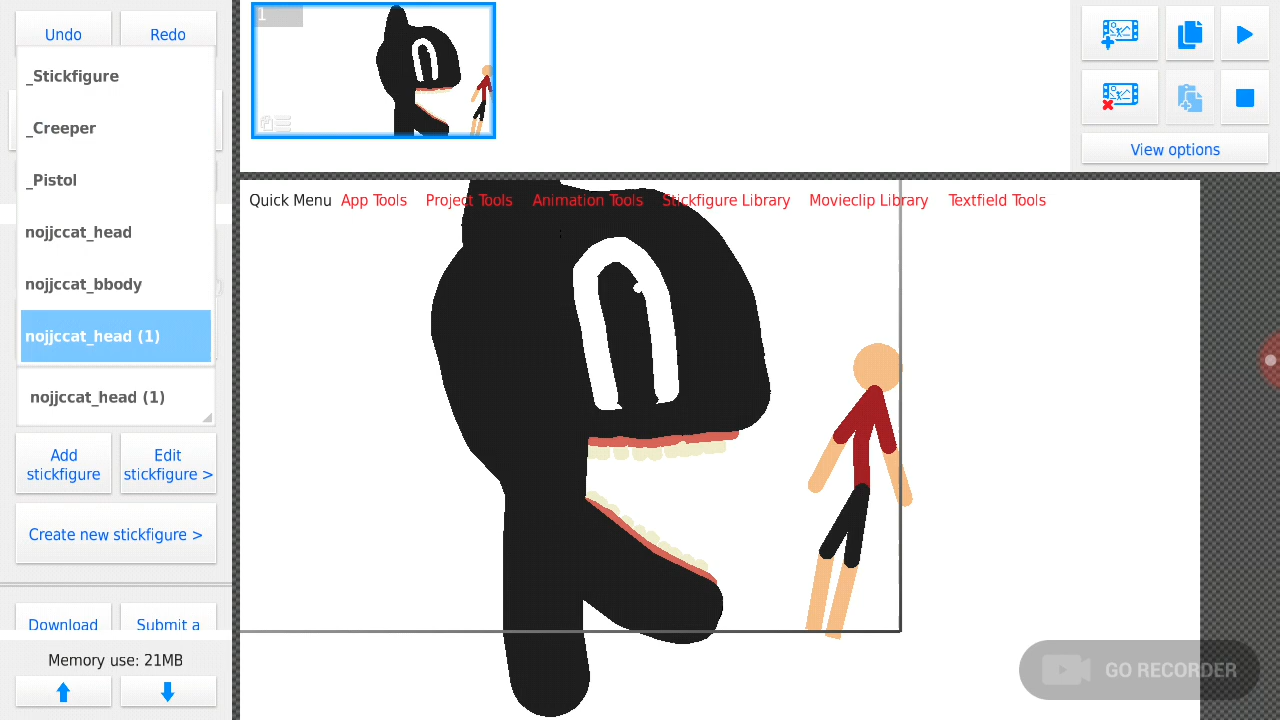 Undo
Redo
_Stickfigure
_Creeper
_Pistol
nojjccat_head
nojjccat_bbody
nojjccat_head (1)
nojjccat_head (1)
Add stickfigure
Edit stickfigure >
Create new stickfigure >
Download
Submit a
Memory use: 21MB
1
View options
Quick Menu App Tools Project Tools Animation Tools Stickfigure Library Movieclip Library Textfield Tools
GO RECORDER